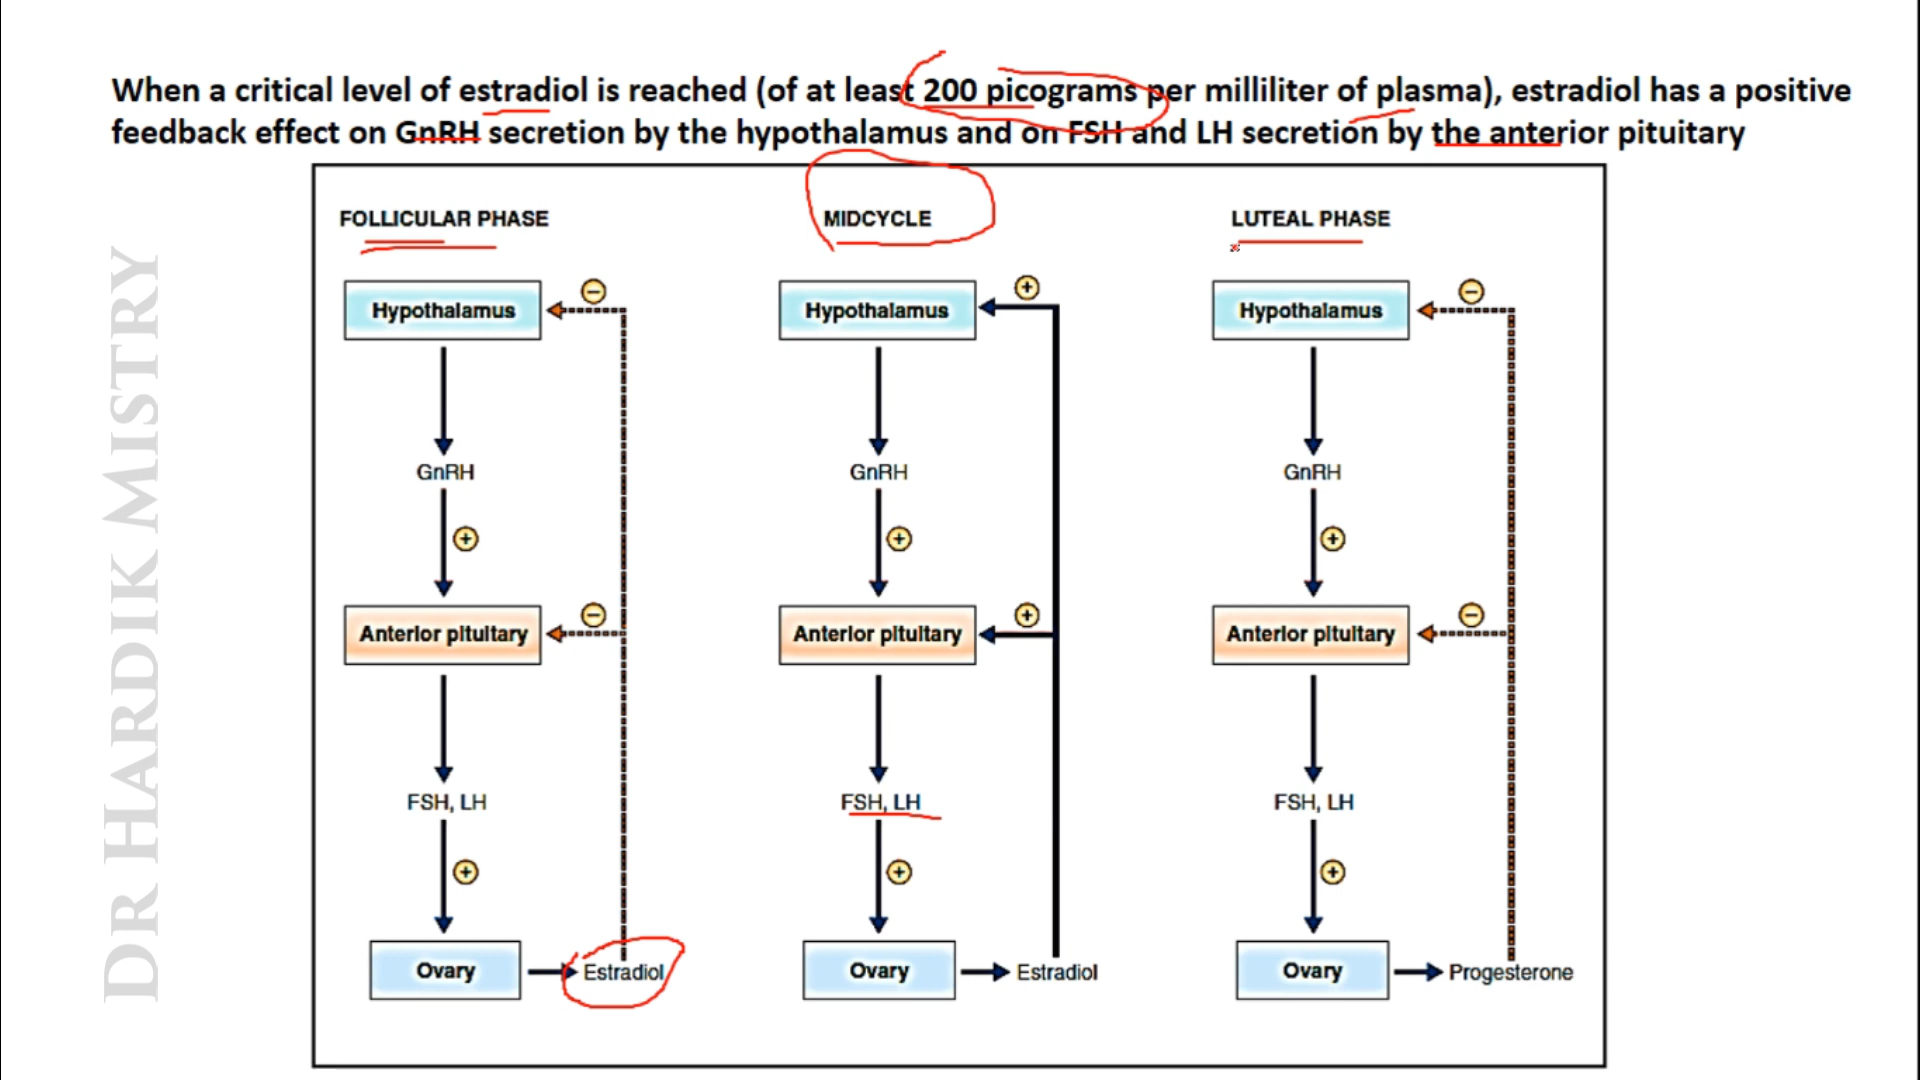 When a critical level of estradiol is reached (of at least 200 picograms per milliliter of plasma), estradiol has a positive
feedback effect on GnRH secretion by the hypothalamus and on FSH and LH secretion by the anterior pituitary
FOLLICULAR PHASE
Hypothalamus
−
GnRH
+
Anterior pituitary
−
FSH, LH
+
Ovary
Estradiol
MIDCYCLE
Hypothalamus
+
GnRH
+
Anterior pituitary
+
FSH, LH
+
Ovary
Estradiol
LUTEAL PHASE
Hypothalamus
−
GnRH
+
Anterior pituitary
−
FSH, LH
+
Ovary
Progesterone
DR HARDIK MISTRY